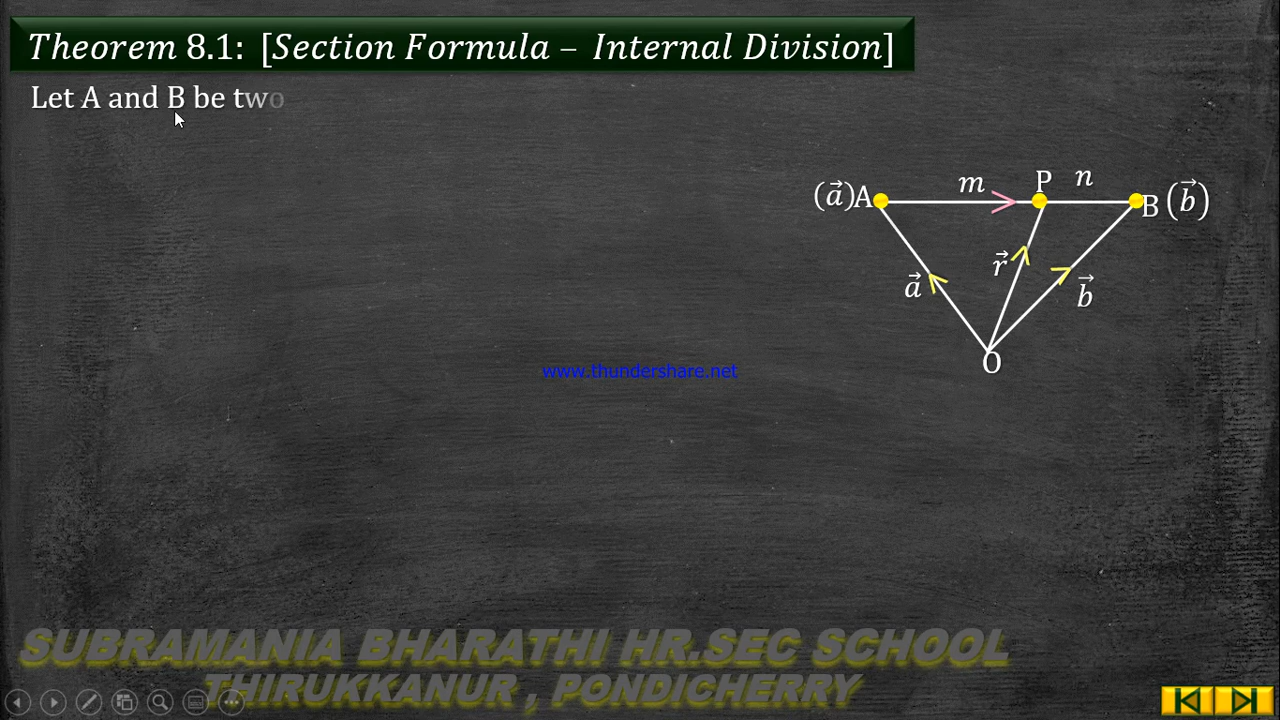 Theorem 8.1: [Section Formula – Internal Division]
Let A and B be two
(a⃗)A m P n B (b⃗)
a⃗ r⃗ b⃗
O
www.thundershare.net
SUBRAMANIA BHARATHI HR.SEC SCHOOL
THIRUKKANUR , PONDICHERRY